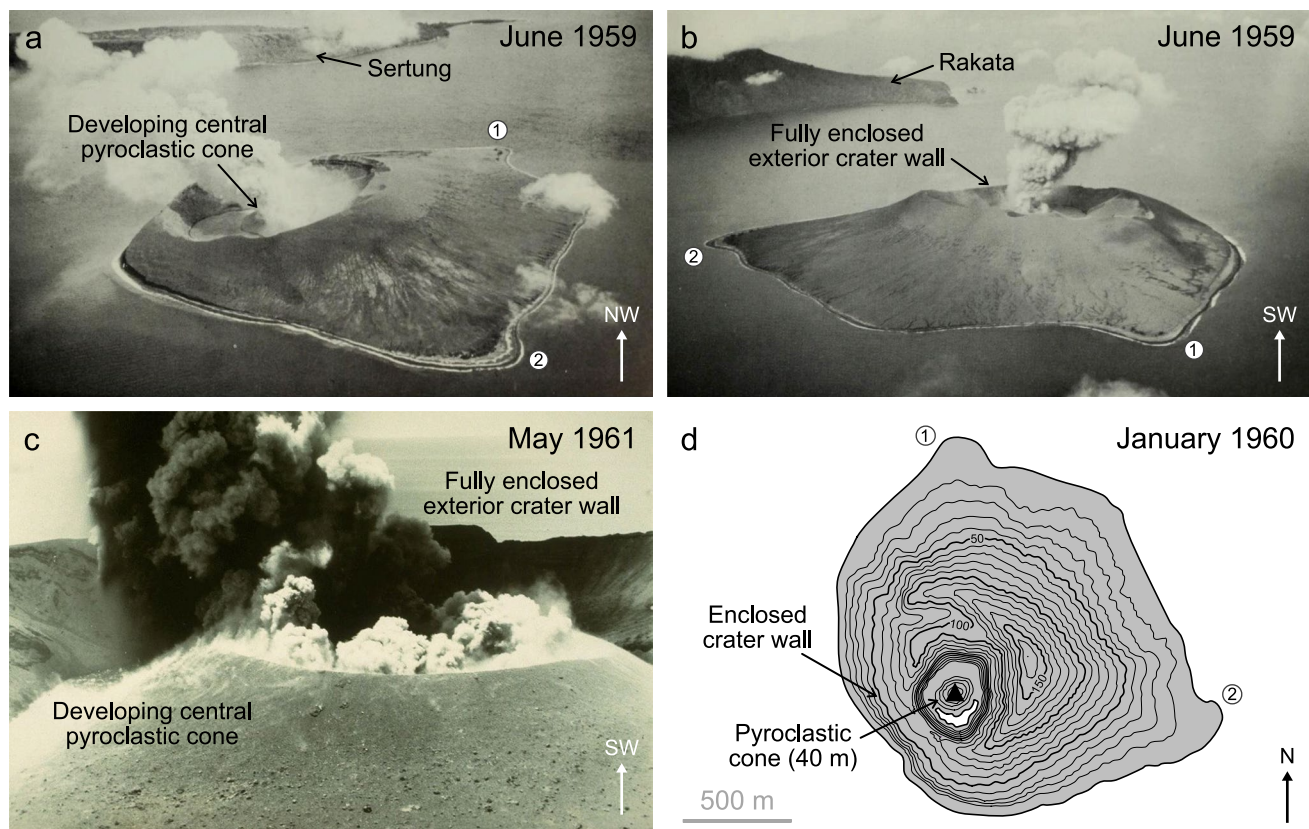 a
June 1959
Sertung
Developing central
pyroclastic cone
1
2
NW
b
June 1959
Rakata
Fully enclosed
exterior crater wall
2
1
SW
c
May 1961
Fully enclosed
exterior crater wall
Developing central
pyroclastic cone
SW
d
January 1960
1
50
100
150
2
Enclosed
crater wall
Pyroclastic
cone (40 m)
500 m
N